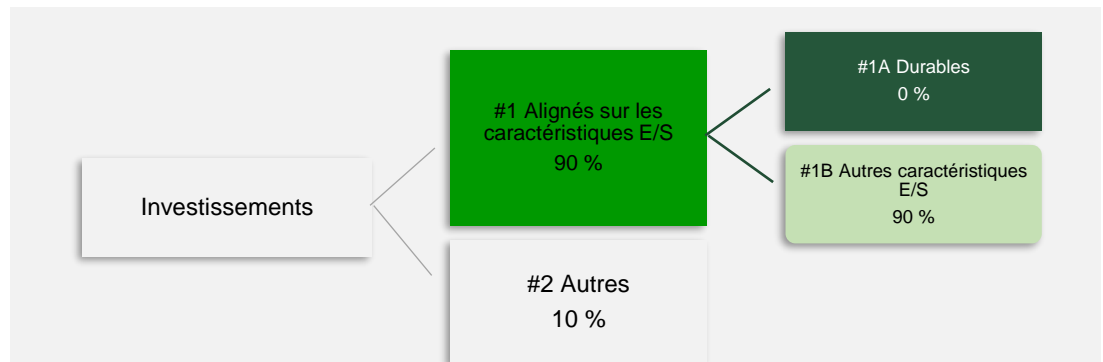 Investissements
#1 Alignés sur les
caractéristiques E/S
90 %
#2 Autres
10 %
#1A Durables
0 %
#1B Autres caractéristiques
E/S
90 %